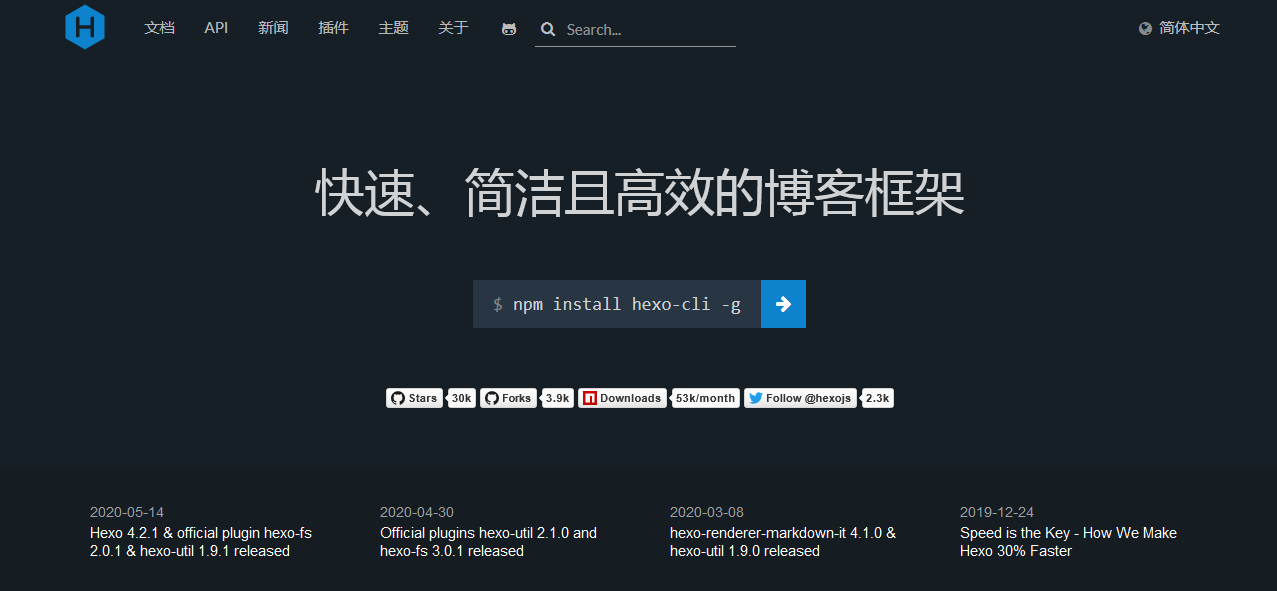 H 文档 API 新闻 插件 主题 关于 Search... 简体中文
快速、简洁且高效的博客框架
$ npm install hexo-cli -g
Stars 30k Forks 3.9k n Downloads 53k/month Follow @hexojs 2.3k
2020-05-14 2020-04-30 2020-03-08 2019-12-24
Hexo 4.2.1 & official plugin hexo-fs Official plugins hexo-util 2.1.0 and hexo-renderer-markdown-it 4.1.0 & Speed is the Key - How We Make
2.0.1 & hexo-util 1.9.1 released hexo-fs 3.0.1 released hexo-util 1.9.0 released Hexo 30% Faster